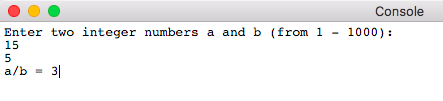 Console
Enter two integer numbers a and b (from 1 - 1000):
15
5
a/b = 3